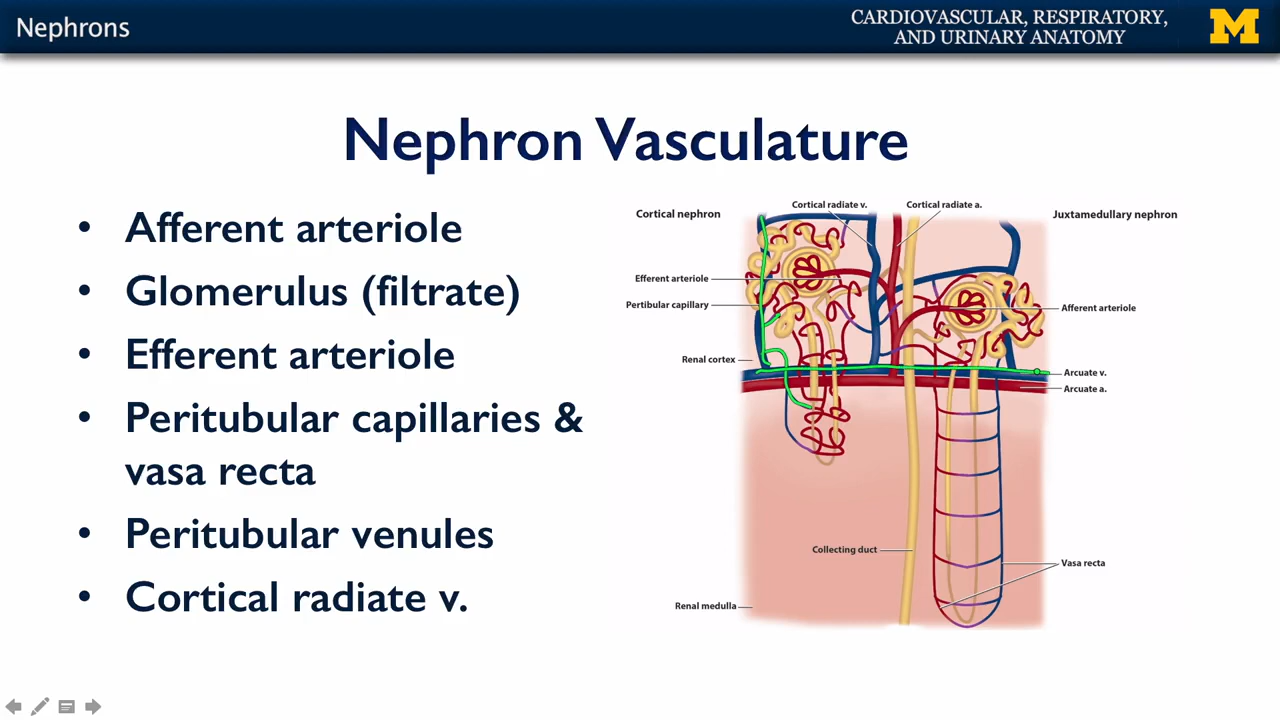 Nephrons
CARDIOVASCULAR, RESPIRATORY,
AND URINARY ANATOMY
M
Nephron Vasculature
• Afferent arteriole
• Glomerulus (filtrate)
• Efferent arteriole
• Peritubular capillaries &
vasa recta
• Peritubular venules
• Cortical radiate v.
Cortical nephron
Cortical radiate v.
Cortical radiate a.
Juxtamedullary nephron
Efferent arteriole
Pertibular capillary
Afferent arteriole
Renal cortex
Arcuate v.
Arcuate a.
Collecting duct
Vasa recta
Renal medulla